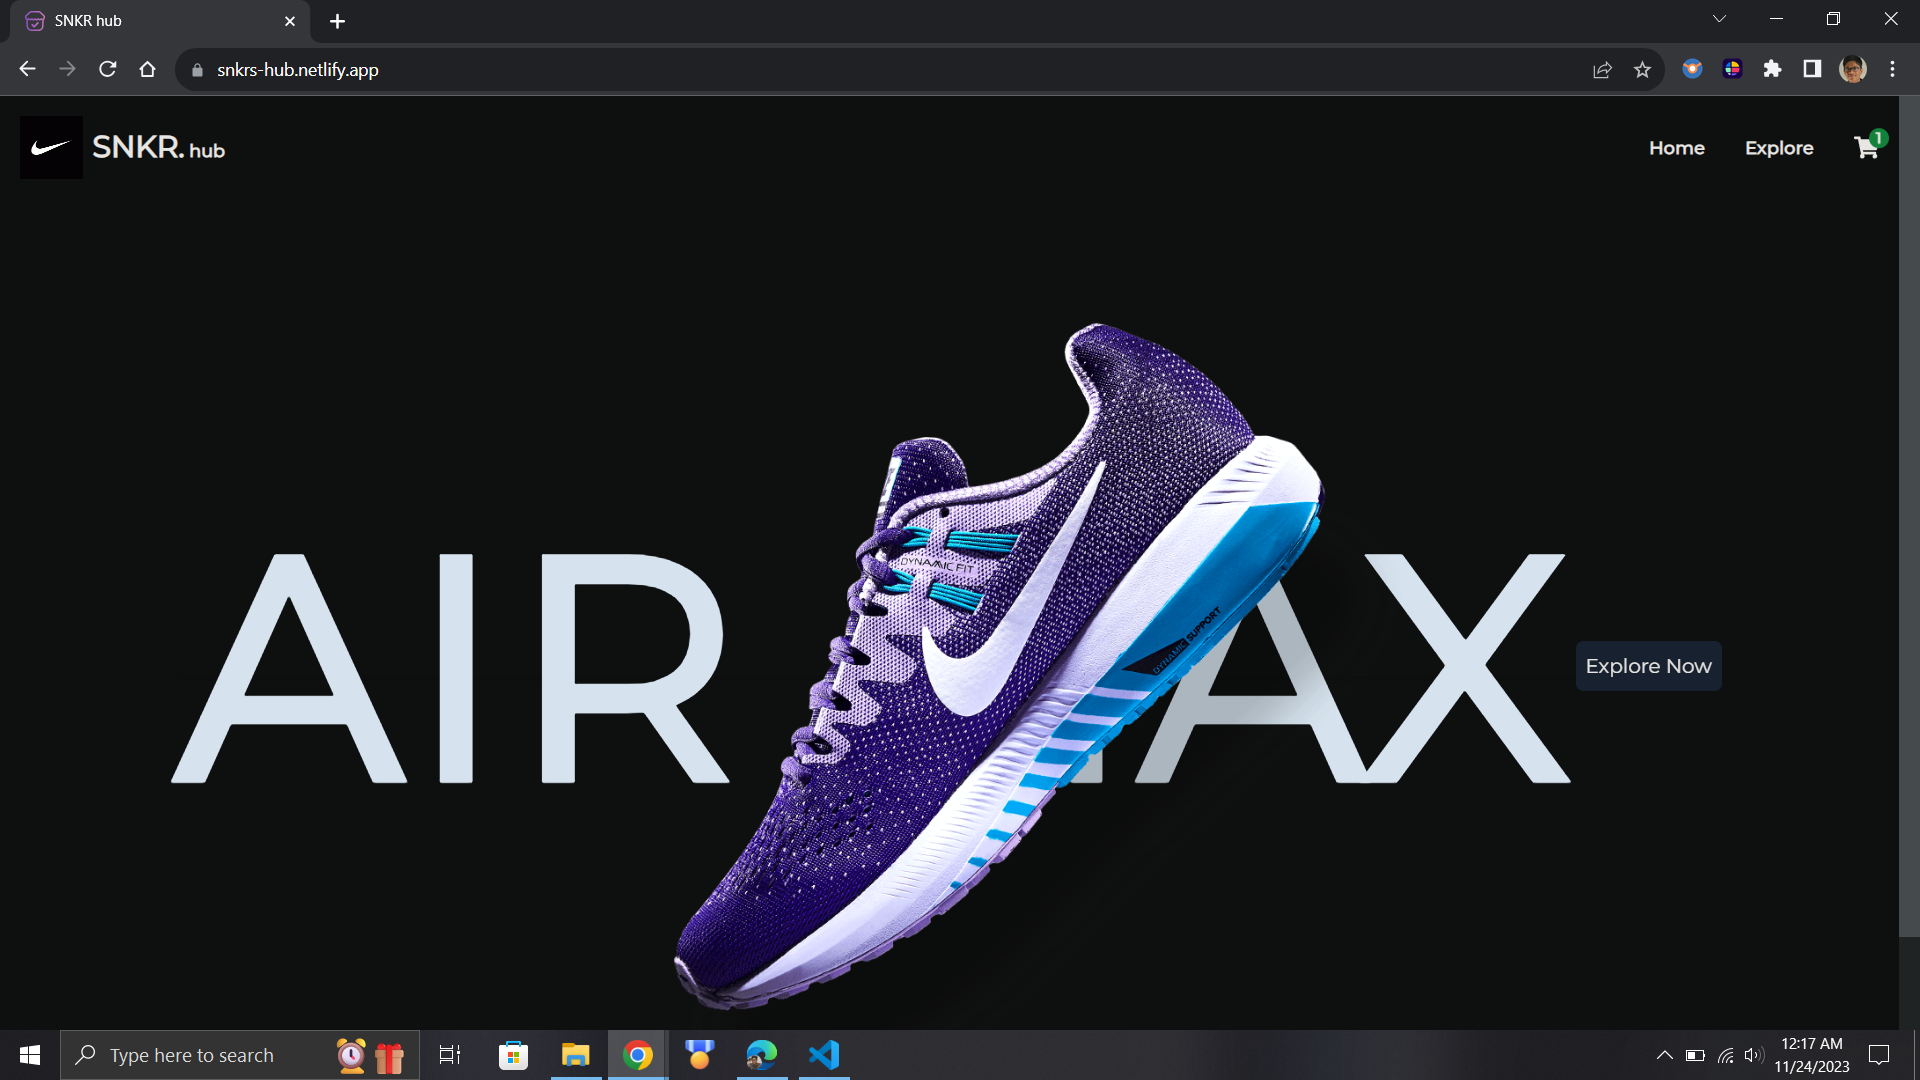 SNKR hub
snkrs-hub.netlify.app
SNKR. hub
Home
Explore
1
AIR MAX
DYNAMIC FIT
DYNAMIC SUPPORT
Explore Now
Type here to search
12:17 AM
11/24/2023